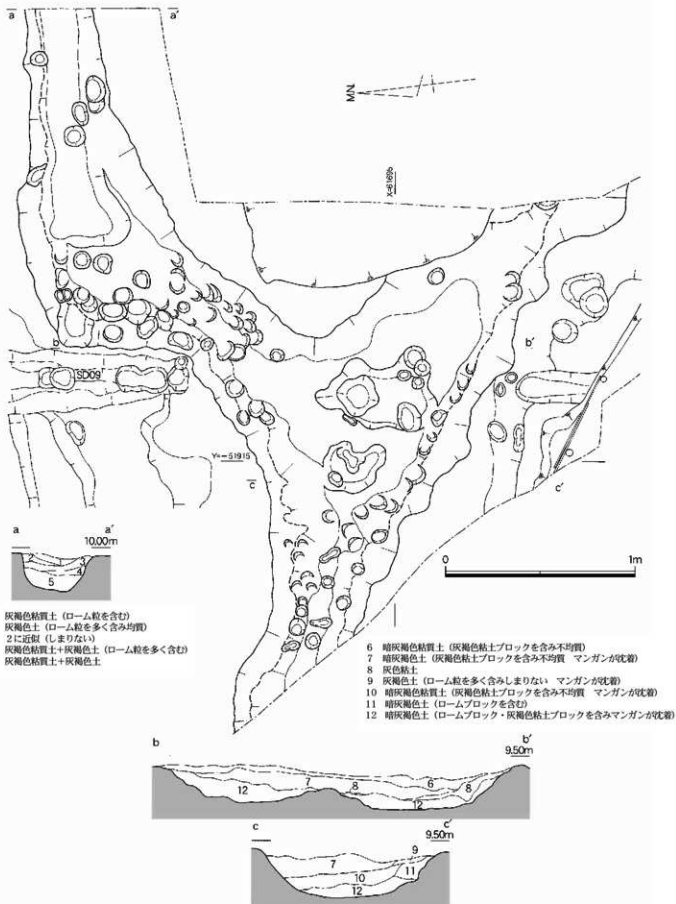 a a′
M.N.
X=61695
b
SD09
b′
Y=-51915
c
c′
a a′
10.00m
2
3
4
5
0 1m
灰褐色粘質土（ローム粒を含む）
灰褐色土（ローム粒を多く含み均質）
2に近似（しまりない）
灰褐色粘質土+灰褐色土（ローム粒を多く含む）
灰褐色粘質土+灰褐色土
6 暗灰褐色粘質土（灰褐色粘土ブロックを含み不均質）
7 暗灰褐色土（灰褐色粘土ブロックを含み不均質 マンガンが沈着）
8 灰色粘土
9 灰褐色土（ローム粒を多く含みしまりない マンガンが沈着）
10 暗灰褐色粘質土（灰褐色粘土ブロックを含み不均質 マンガンが沈着）
11 暗灰褐色土（ロームブロックを含む）
12 暗灰褐色土（ロームブロック・灰褐色粘土ブロックを含みマンガンが沈着）
b b′
9.50m
7 8 6 8
12 12
c c′
9.50m
9
7
10 11
12